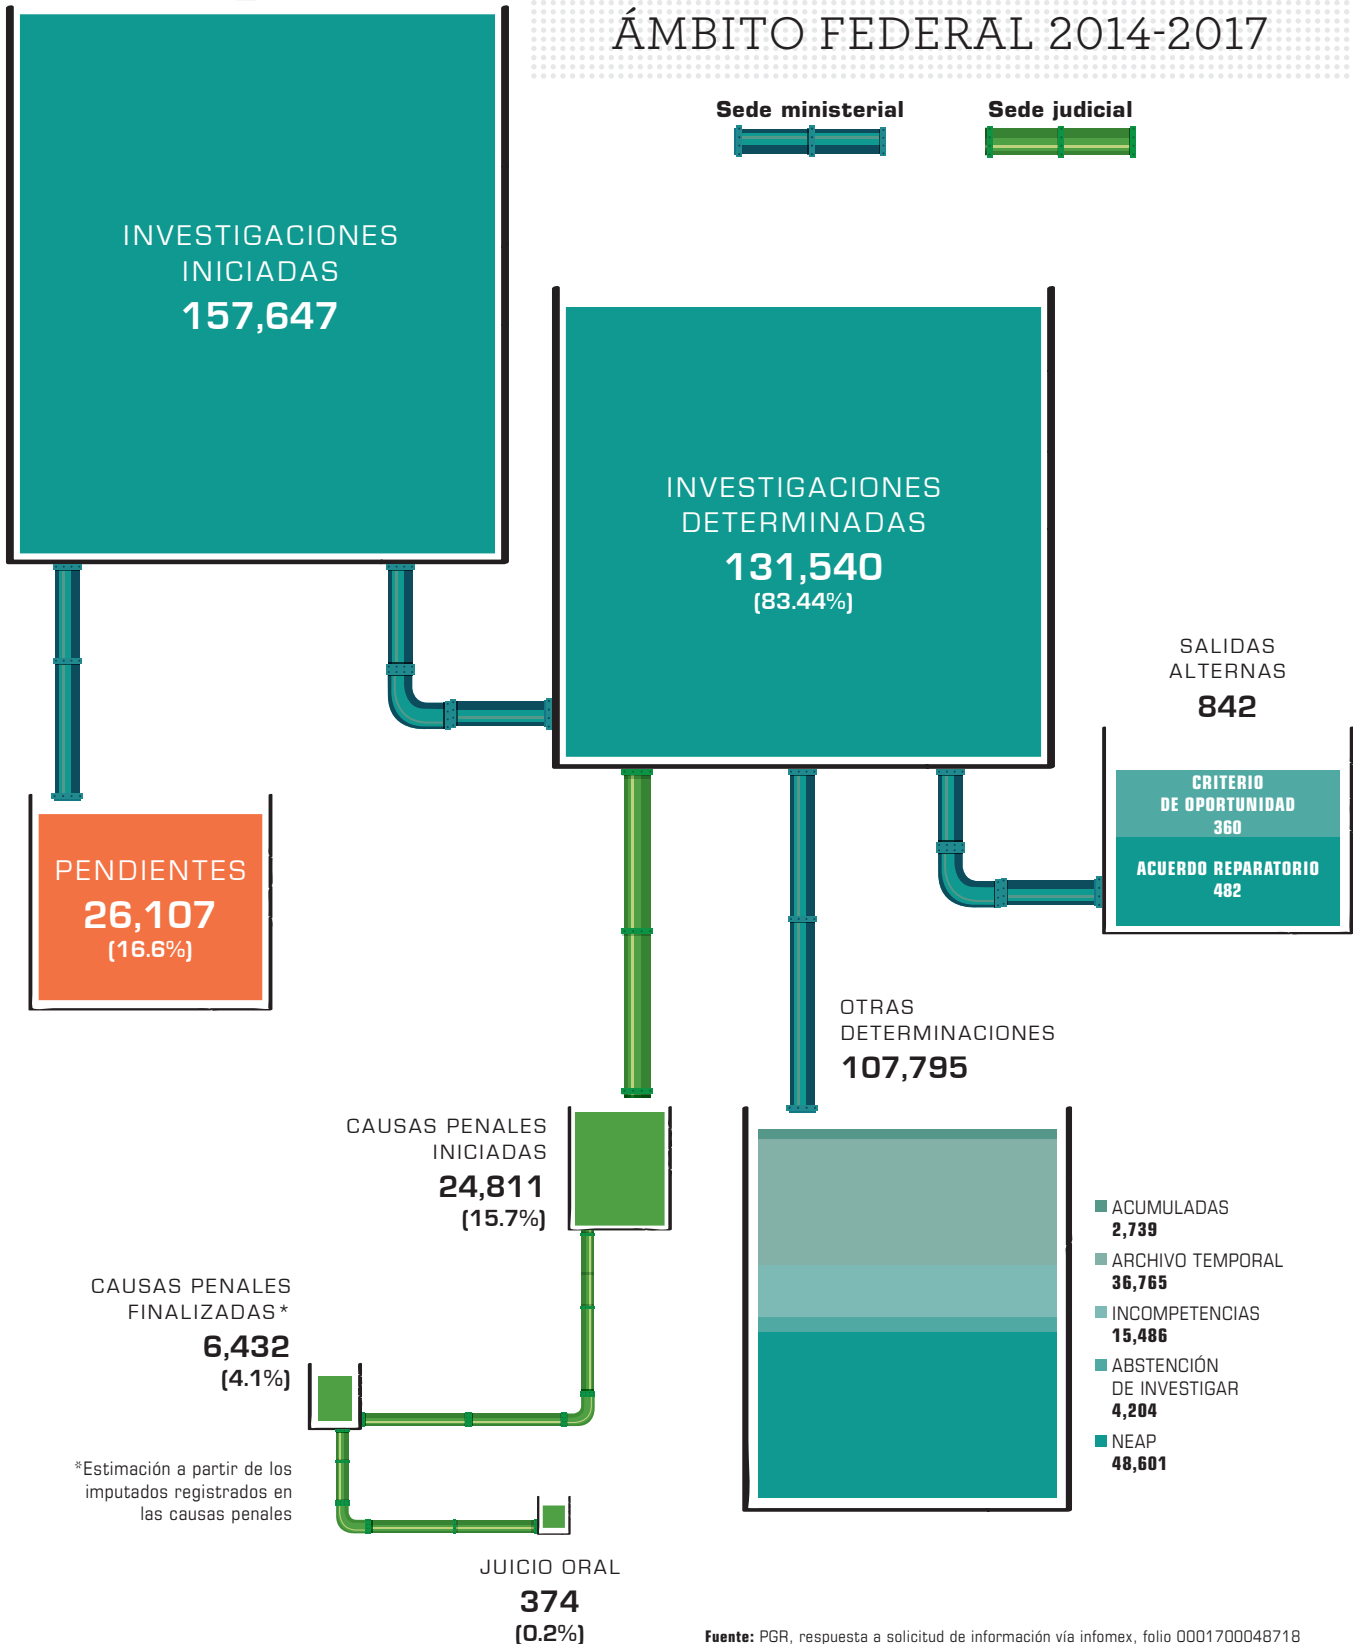 ÁMBITO FEDERAL 2014-2017
Sede ministerial
Sede judicial
INVESTIGACIONES
INICIADAS
157,647
INVESTIGACIONES
DETERMINADAS
131,540
(83.44%)
SALIDAS
ALTERNAS
842
CRITERIO
DE OPORTUNIDAD
360
ACUERDO REPARATORIO
482
PENDIENTES
26,107
(16.6%)
OTRAS
DETERMINACIONES
107,795
CAUSAS PENALES
INICIADAS
24,811
(15.7%)
ACUMULADAS
2,739
ARCHIVO TEMPORAL
36,765
INCOMPETENCIAS
15,486
ABSTENCIÓN
DE INVESTIGAR
4,204
NEAP
48,601
CAUSAS PENALES
FINALIZADAS*
6,432
(4.1%)
*Estimación a partir de los
imputados registrados en
las causas penales
JUICIO ORAL
374
(0.2%)
Fuente: PGR, respuesta a solicitud de información vía infomex, folio 0001700048718